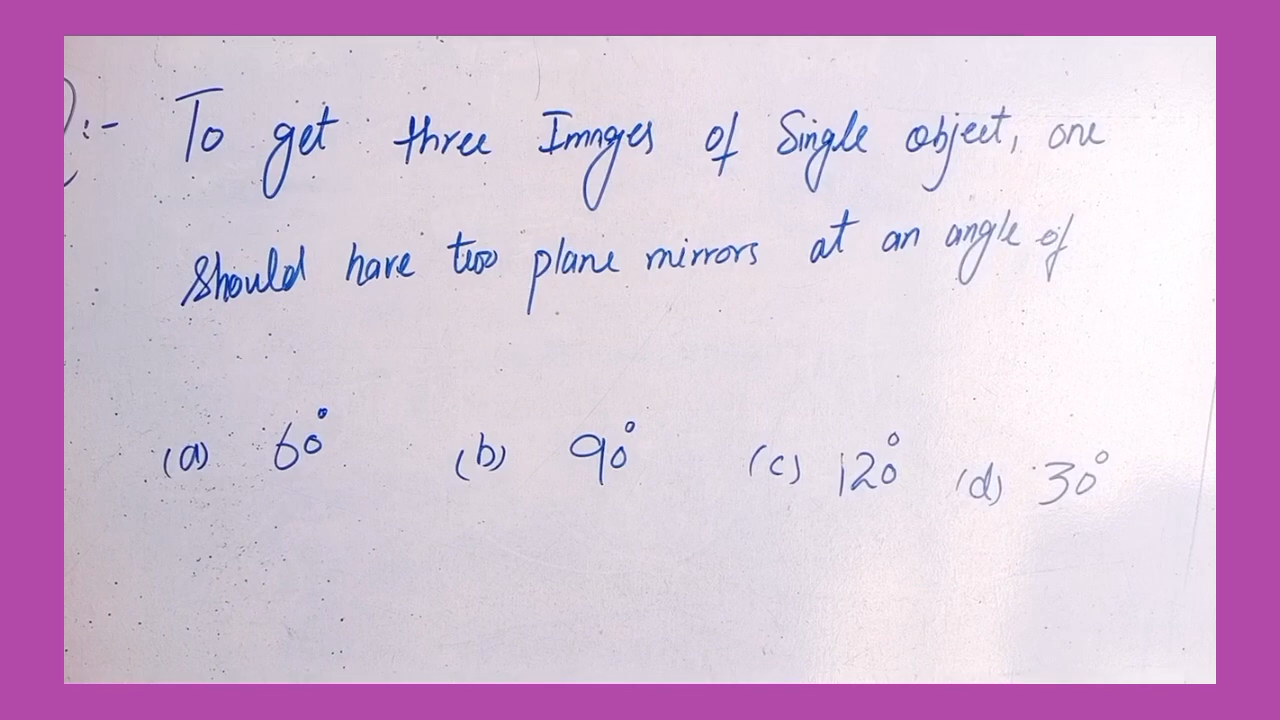 :- To get three Images of Single object, one
should have two plane mirrors at an angle of
(a) 60° (b) 90° (c) 120° (d) 30°